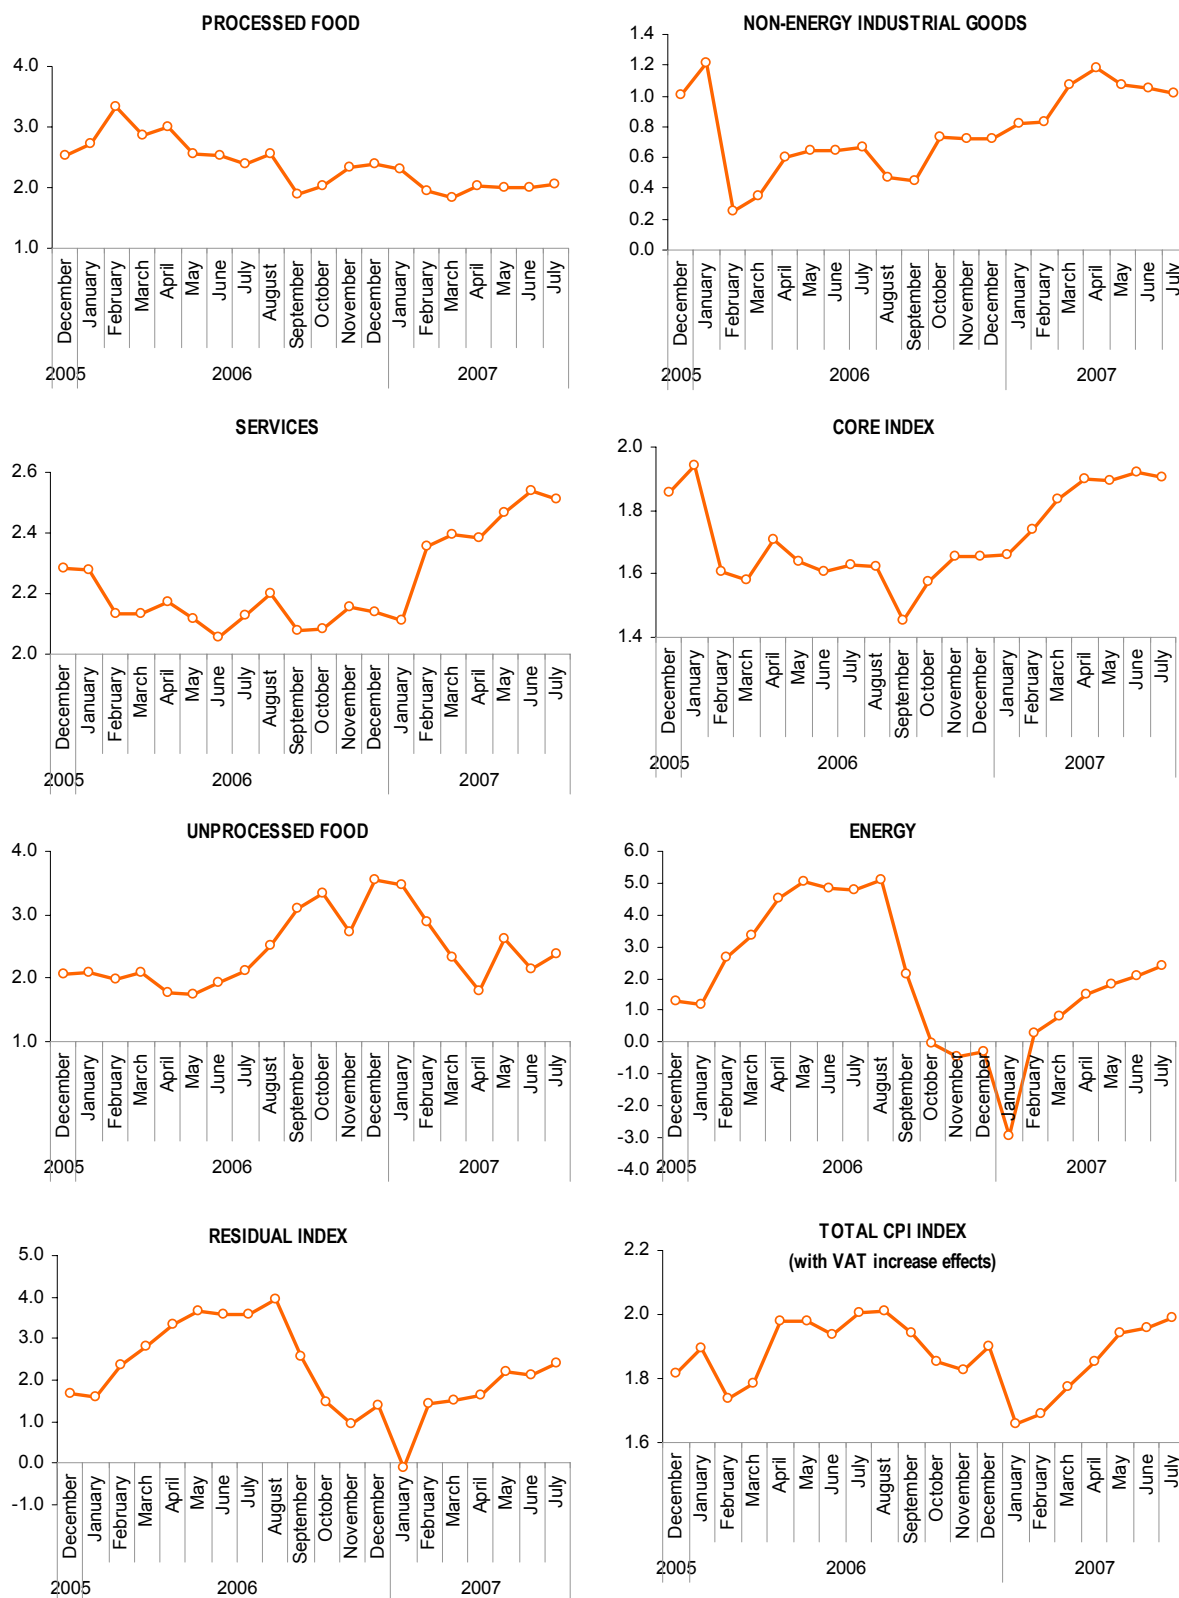 PROCESSED FOOD
4.0
3.0
2.0
1.0
December
January
February
March
April
May
June
July
August
September
October
November
December
January
February
March
April
May
June
July
2005
2006
2007
NON-ENERGY INDUSTRIAL GOODS
1.4
1.2
1.0
0.8
0.6
0.4
0.2
0.0
December
January
February
March
April
May
June
July
August
September
October
November
December
January
February
March
April
May
June
July
2005
2006
2007
SERVICES
2.6
2.4
2.2
2.0
December
January
February
March
April
May
June
July
August
September
October
November
December
January
February
March
April
May
June
July
2005
2006
2007
CORE INDEX
2.0
1.8
1.6
1.4
December
January
February
March
April
May
June
July
August
September
October
November
December
January
February
March
April
May
June
July
2005
2006
2007
UNPROCESSED FOOD
4.0
3.0
2.0
1.0
December
January
February
March
April
May
June
July
August
September
October
November
December
January
February
March
April
May
June
July
2005
2006
2007
ENERGY
6.0
5.0
4.0
3.0
2.0
1.0
0.0
-1.0
-2.0
-3.0
-4.0
December
January
February
March
April
May
June
July
August
September
October
November
December
January
February
March
April
May
June
July
2005
2006
2007
RESIDUAL INDEX
5.0
4.0
3.0
2.0
1.0
0.0
-1.0
December
January
February
March
April
May
June
July
August
September
October
November
December
January
February
March
April
May
June
July
2005
2006
2007
TOTAL CPI INDEX
(with VAT increase effects)
2.2
2.0
1.8
1.6
December
January
February
March
April
May
June
July
August
September
October
November
December
January
February
March
April
May
June
July
2005
2006
2007